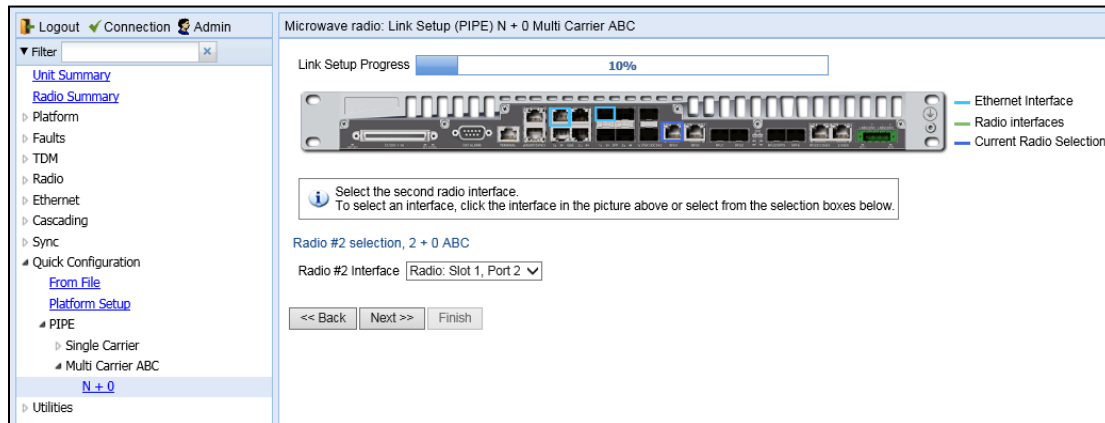 Logout Connection Admin
Filter
Unit Summary
Radio Summary
Platform
Faults
TDM
Radio
Ethernet
Cascading
Sync
Quick Configuration
From File
Platform Setup
PIPE
Single Carrier
Multi Carrier ABC
N + 0
Utilities
Microwave radio: Link Setup (PIPE) N + 0 Multi Carrier ABC
Link Setup Progress 10%
Ethernet Interface
Radio interfaces
Current Radio Selection
Select the second radio interface.
To select an interface, click the interface in the picture above or select from the selection boxes below.
Radio #2 selection, 2 + 0 ABC
Radio #2 Interface Radio: Slot 1, Port 2
<< Back Next >> Finish